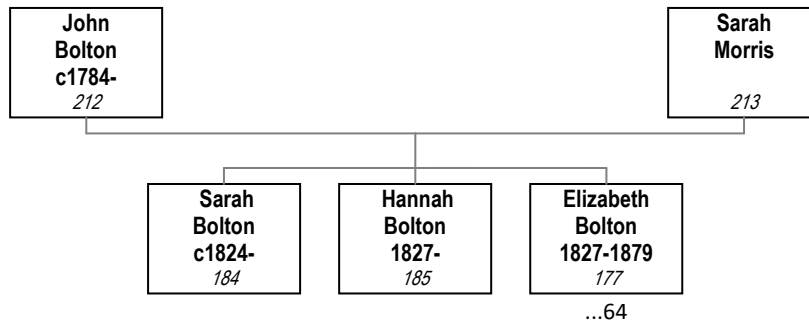 John
Bolton
c1784-
212
Sarah
Morris
213
Sarah
Bolton
c1824-
184
Hannah
Bolton
1827-
185
Elizabeth
Bolton
1827-1879
177
...64